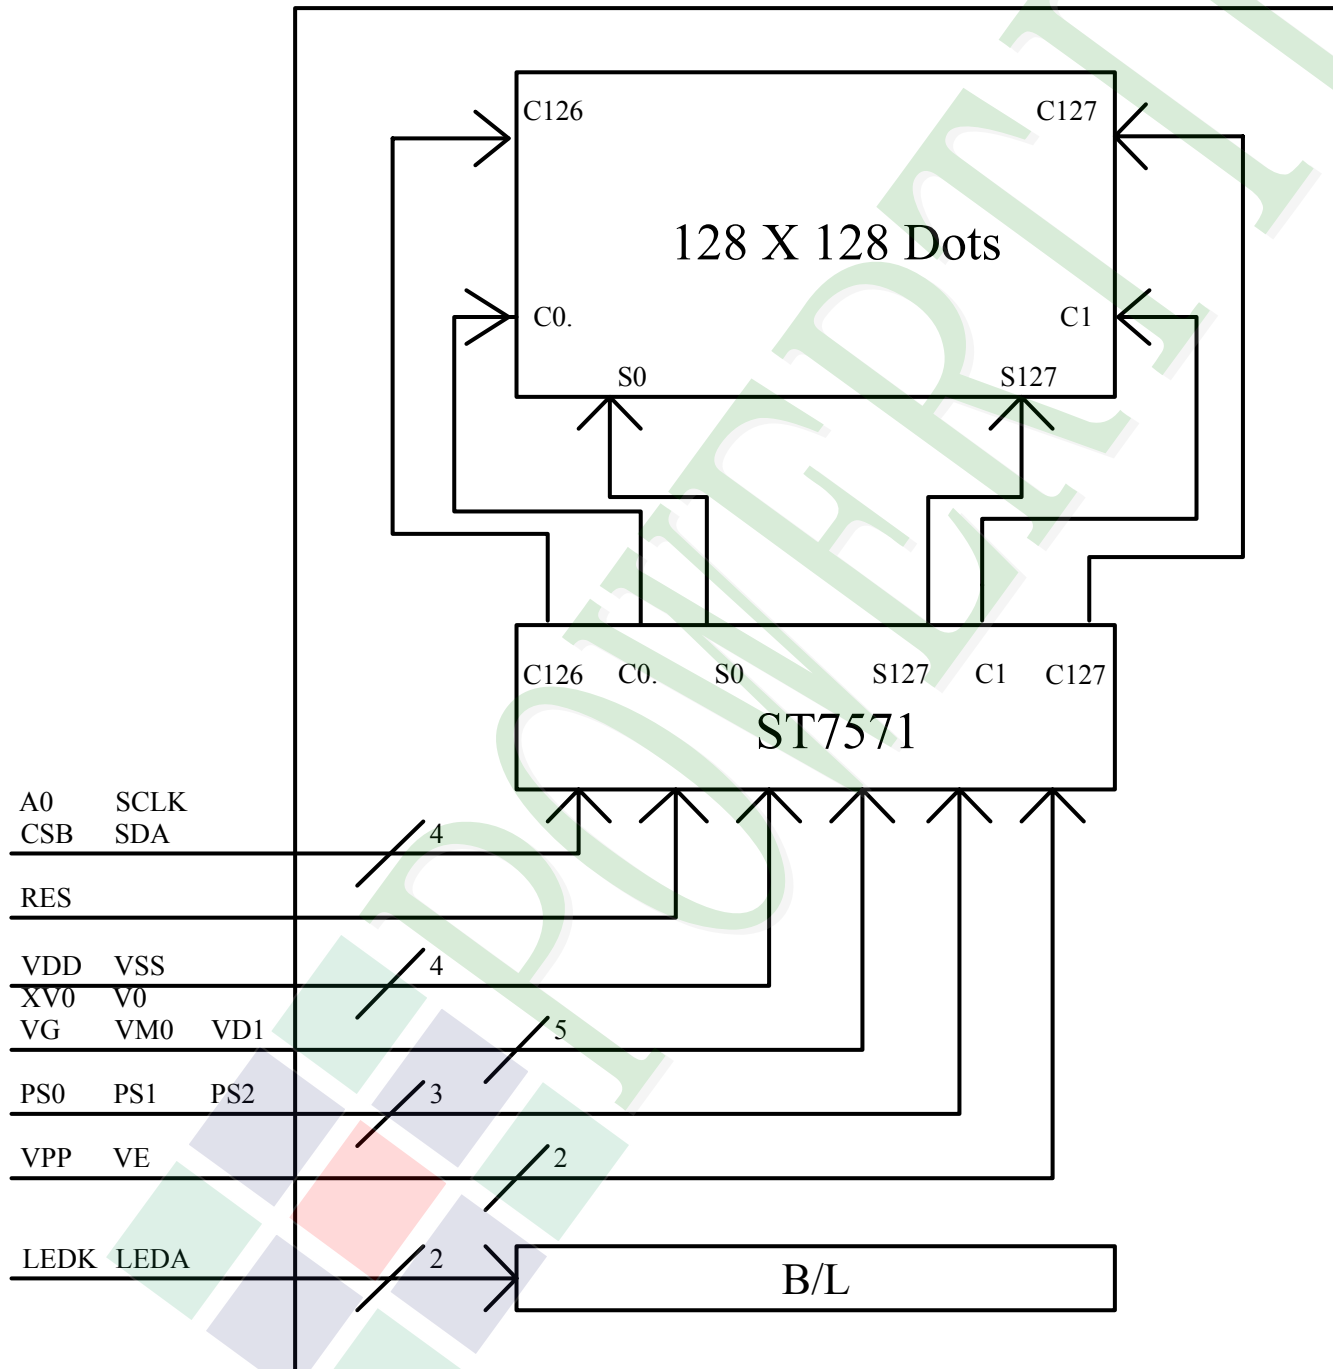 C126 C127
128 X 128 Dots
C0. C1
S0 S127
C126 C0. S0 S127 C1 C127
ST7571
A0 SCLK
CSB SDA 4
RES
VDD VSS 4
XV0 V0
VG VM0 VD1 5
PS0 PS1 PS2 3
VPP VE 2
LEDK LEDA 2
B/L
POWERTI